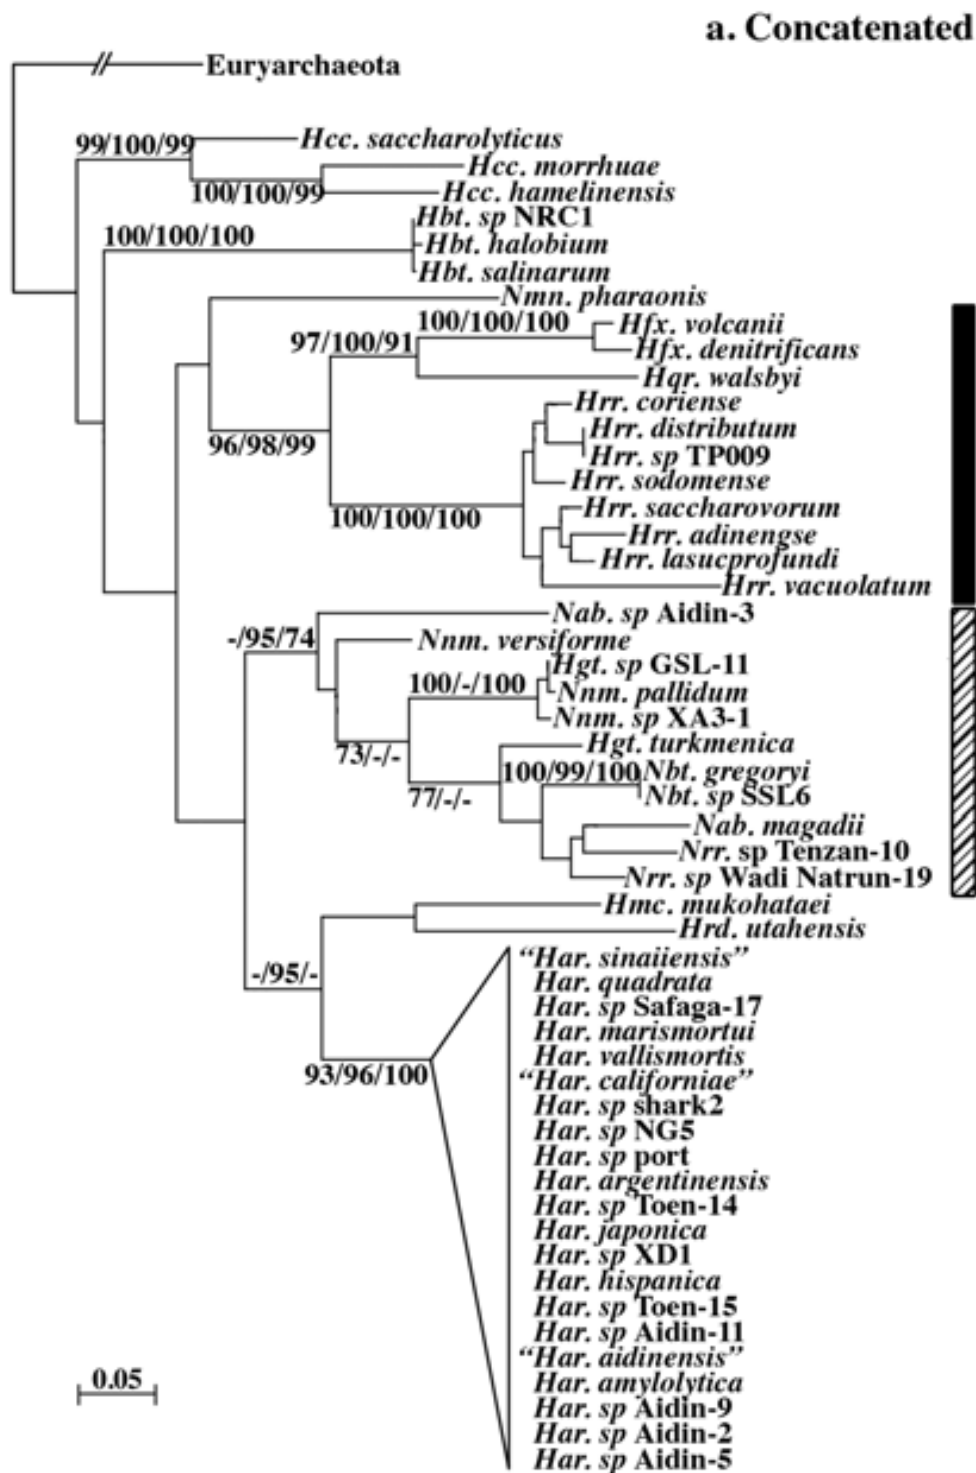 a. Concatenated
Euryarchaeota
99/100/99
Hcc. saccharolyticus
Hcc. morrhuae
100/100/99
Hcc. hamelinensis
Hbt. sp NRC1
100/100/100
Hbt. halobium
Hbt. salinarum
Nmn. pharaonis
100/100/100
Hfx. volcanii
97/100/91
Hfx. denitrificans
Hqr. walsbyi
Hrr. coriense
96/98/99
Hrr. distributum
Hrr. sp TP009
Hrr. sodomense
Hrr. saccharovorum
100/100/100
Hrr. adinengse
Hrr. lasucprofundi
Hrr. vacuolatum
Nab. sp Aidin-3
-/95/74
Nnm. versiforme
Hgt. sp GSL-11
100/-/100
Nnm. pallidum
Nnm. sp XA3-1
73/-/-
Hgt. turkmenica
100/99/100
Nbt. gregoryi
77/-/-
Nbt. sp SSL6
Nab. magadii
Nrr. sp Tenzan-10
Nrr. sp Wadi Natrun-19
Hmc. mukohataei
Hrd. utahensis
-/95/-
“Har. sinaiiensis”
Har. quadrata
Har. sp Safaga-17
Har. marismortui
Har. vallismortis
93/96/100
“Har. californiae”
Har. sp shark2
Har. sp NG5
Har. sp port
Har. argentinensis
Har. sp Toen-14
Har. japonica
Har. sp XD1
Har. hispanica
Har. sp Toen-15
Har. sp Aidin-11
“Har. aidinensis”
0.05
Har. amylolytica
Har. sp Aidin-9
Har. sp Aidin-2
Har. sp Aidin-5